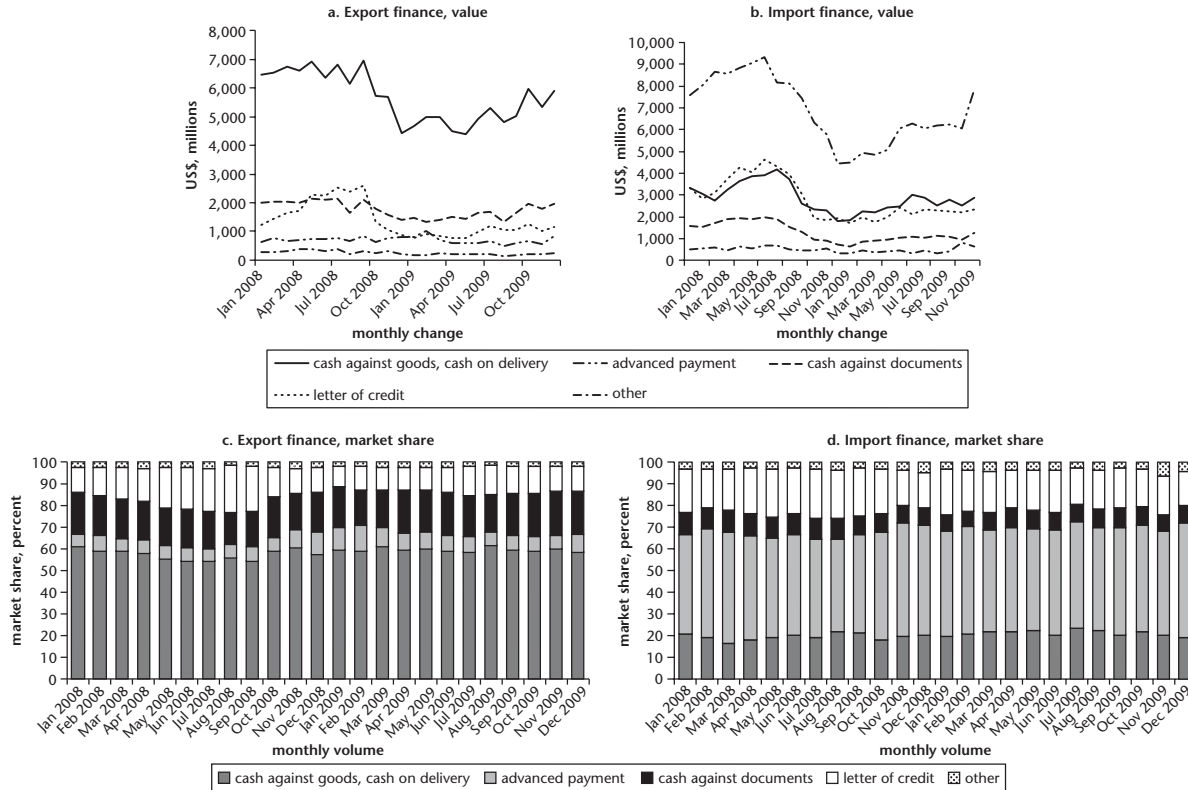 a. Export finance, value
8,000
7,000
6,000
5,000
4,000
3,000
2,000
1,000
0
US$, millions
Jan 2008
Apr 2008
Jul 2008
Oct 2008
Jan 2009
Apr 2009
Jul 2009
Oct 2009
monthly change
b. Import finance, value
10,000
9,000
8,000
7,000
6,000
5,000
4,000
3,000
2,000
1,000
0
US$, millions
Jan 2008
Mar 2008
May 2008
Jul 2008
Sep 2008
Nov 2008
Jan 2009
Mar 2009
May 2009
Jul 2009
Sep 2009
Nov 2009
monthly change
cash against goods, cash on delivery advanced payment cash against documents
letter of credit other
c. Export finance, market share
100
90
80
70
60
50
40
30
20
10
0
market share, percent
Jan 2008
Feb 2008
Mar 2008
Apr 2008
May 2008
Jun 2008
Jul 2008
Aug 2008
Sep 2008
Oct 2008
Nov 2008
Dec 2008
Jan 2009
Feb 2009
Mar 2009
Apr 2009
May 2009
Jun 2009
Jul 2009
Aug 2009
Sep 2009
Oct 2009
Nov 2009
Dec 2009
monthly volume
d. Import finance, market share
100
90
80
70
60
50
40
30
20
10
0
market share, percent
Jan 2008
Feb 2008
Mar 2008
Apr 2008
May 2008
Jun 2008
Jul 2008
Aug 2008
Sep 2008
Oct 2008
Nov 2008
Dec 2008
Jan 2009
Feb 2009
Mar 2009
Apr 2009
May 2009
Jun 2009
Jul 2009
Aug 2009
Sep 2009
Oct 2009
Nov 2009
Dec 2009
monthly volume
cash against goods, cash on delivery advanced payment cash against documents letter of credit other